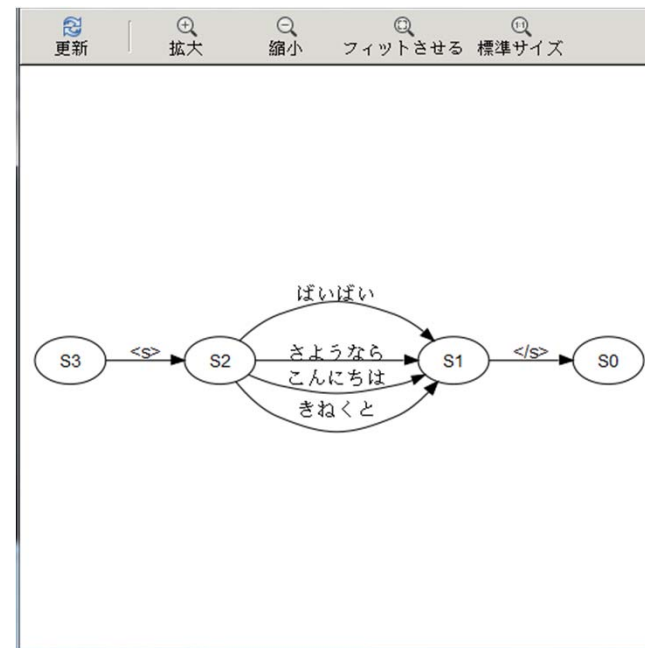 更新 拡大 縮小 フィットさせる 標準サイズ
ばいばい
S3 <s> S2 さようなら S1 </s> S0
こんにちは
きねくと